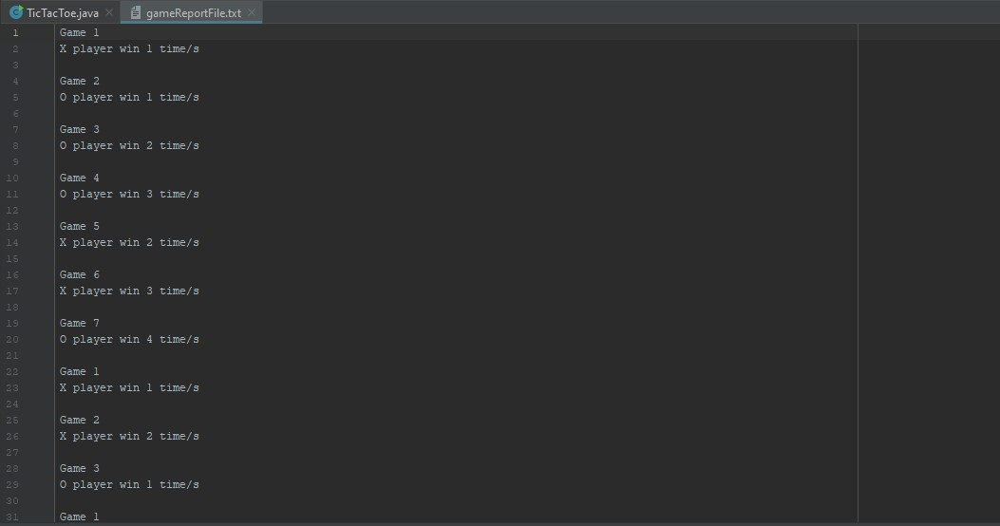 TicTacToe.java gameReportFile.txt
1 Game 1
2 X player win 1 time/s
3
4 Game 2
5 O player win 1 time/s
6
7 Game 3
8 O player win 2 time/s
9
10 Game 4
11 O player win 3 time/s
12
13 Game 5
14 X player win 2 time/s
15
16 Game 6
17 X player win 3 time/s
18
19 Game 7
20 O player win 4 time/s
21
22 Game 1
23 X player win 1 time/s
24
25 Game 2
26 X player win 2 time/s
27
28 Game 3
29 O player win 1 time/s
30
31 Game 1